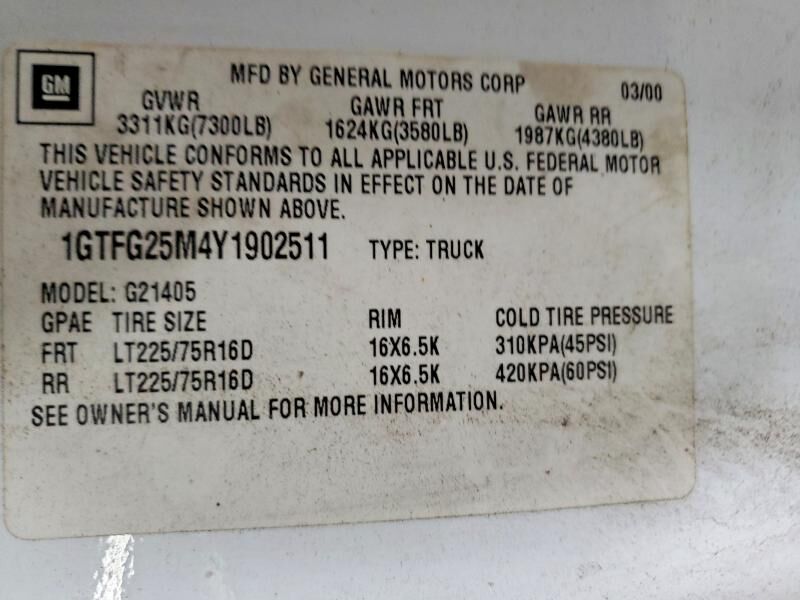 GM
MFD BY GENERAL MOTORS CORP 03/00
GVWR GAWR FRT GAWR RR
3311KG(7300LB) 1624KG(3580LB) 1987KG(4380LB)
THIS VEHICLE CONFORMS TO ALL APPLICABLE U.S. FEDERAL MOTOR
VEHICLE SAFETY STANDARDS IN EFFECT ON THE DATE OF
MANUFACTURE SHOWN ABOVE.
1GTFG25M4Y1902511 TYPE: TRUCK
MODEL: G21405
GPAE TIRE SIZE RIM COLD TIRE PRESSURE
FRT LT225/75R16D 16X6.5K 310KPA(45PSI)
RR LT225/75R16D 16X6.5K 420KPA(60PSI)
SEE OWNER'S MANUAL FOR MORE INFORMATION.